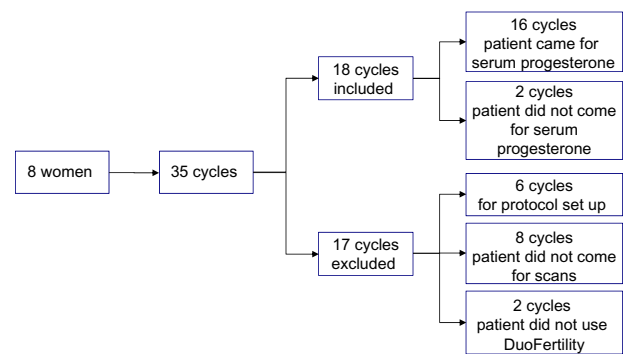 8 women
35 cycles
18 cycles
included
17 cycles
excluded
16 cycles
patient came for
serum progesterone
2 cycles
patient did not come
for serum
progesterone
6 cycles
for protocol set up
8 cycles
patient did not come
for scans
2 cycles
patient did not use
DuoFertility